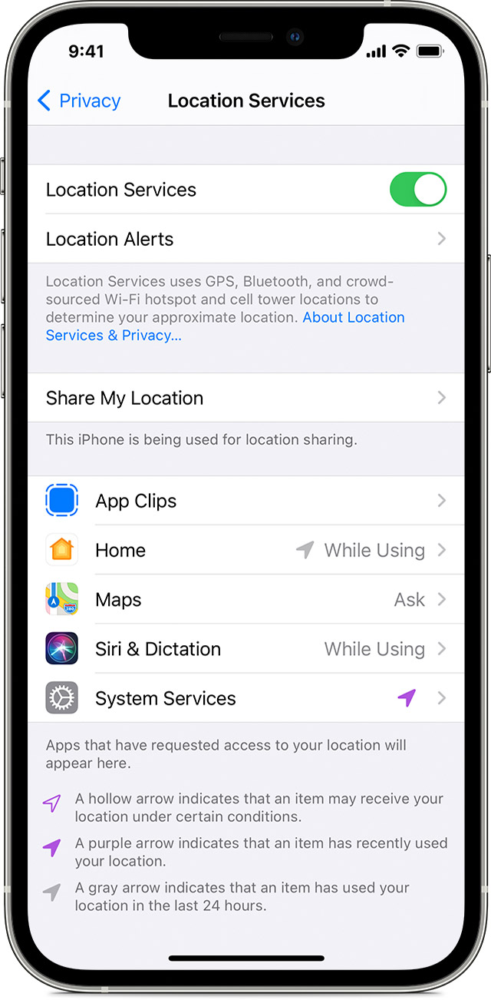 9:41
Privacy
Location Services
Location Services
Location Alerts
Location Services uses GPS, Bluetooth, and crowd-
sourced Wi-Fi hotspot and cell tower locations to
determine your approximate location. About Location
Services & Privacy...
Share My Location
This iPhone is being used for location sharing.
App Clips
Home While Using
Maps Ask
280
Siri & Dictation While Using
System Services
Apps that have requested access to your location will
appear here.
A hollow arrow indicates that an item may receive your
location under certain conditions.
A purple arrow indicates that an item has recently used
your location.
A gray arrow indicates that an item has used your
location in the last 24 hours.